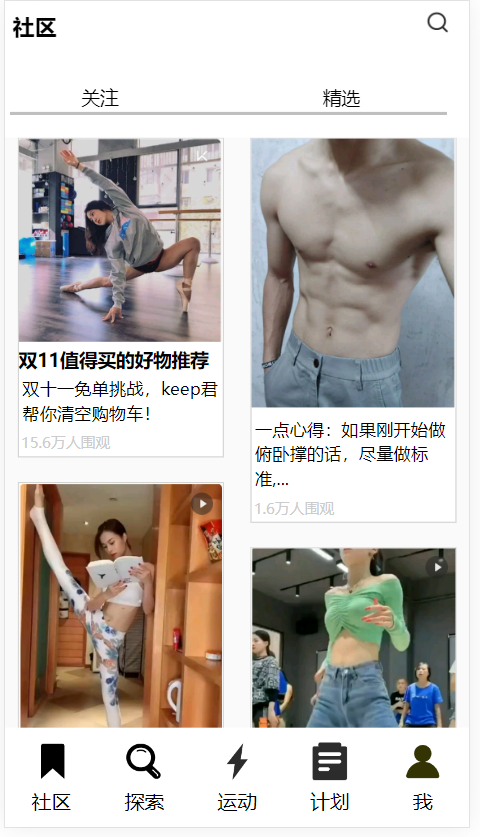 社区
关注
精选
双11值得买的好物推荐
双十一免单挑战，keep君
帮你清空购物车！
15.6万人围观
一点心得：如果刚开始做
俯卧撑的话，尽量做标
准,...
1.6万人围观
社区
探索
运动
计划
我